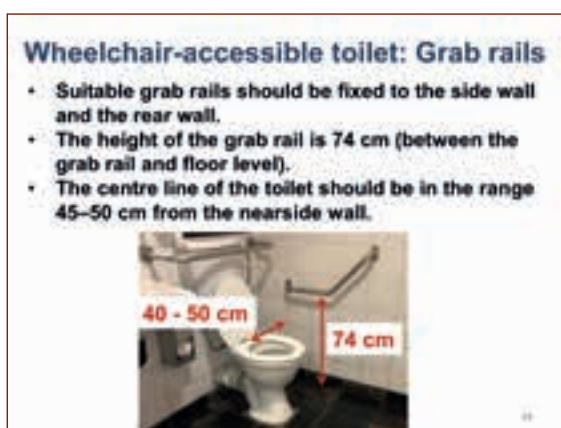 Wheelchair-accessible toilet: Grab rails
• Suitable grab rails should be fixed to the side wall
and the rear wall.
• The height of the grab rail is 74 cm (between the
grab rail and floor level).
• The centre line of the toilet should be in the range
45–50 cm from the nearside wall.
40 - 50 cm
74 cm